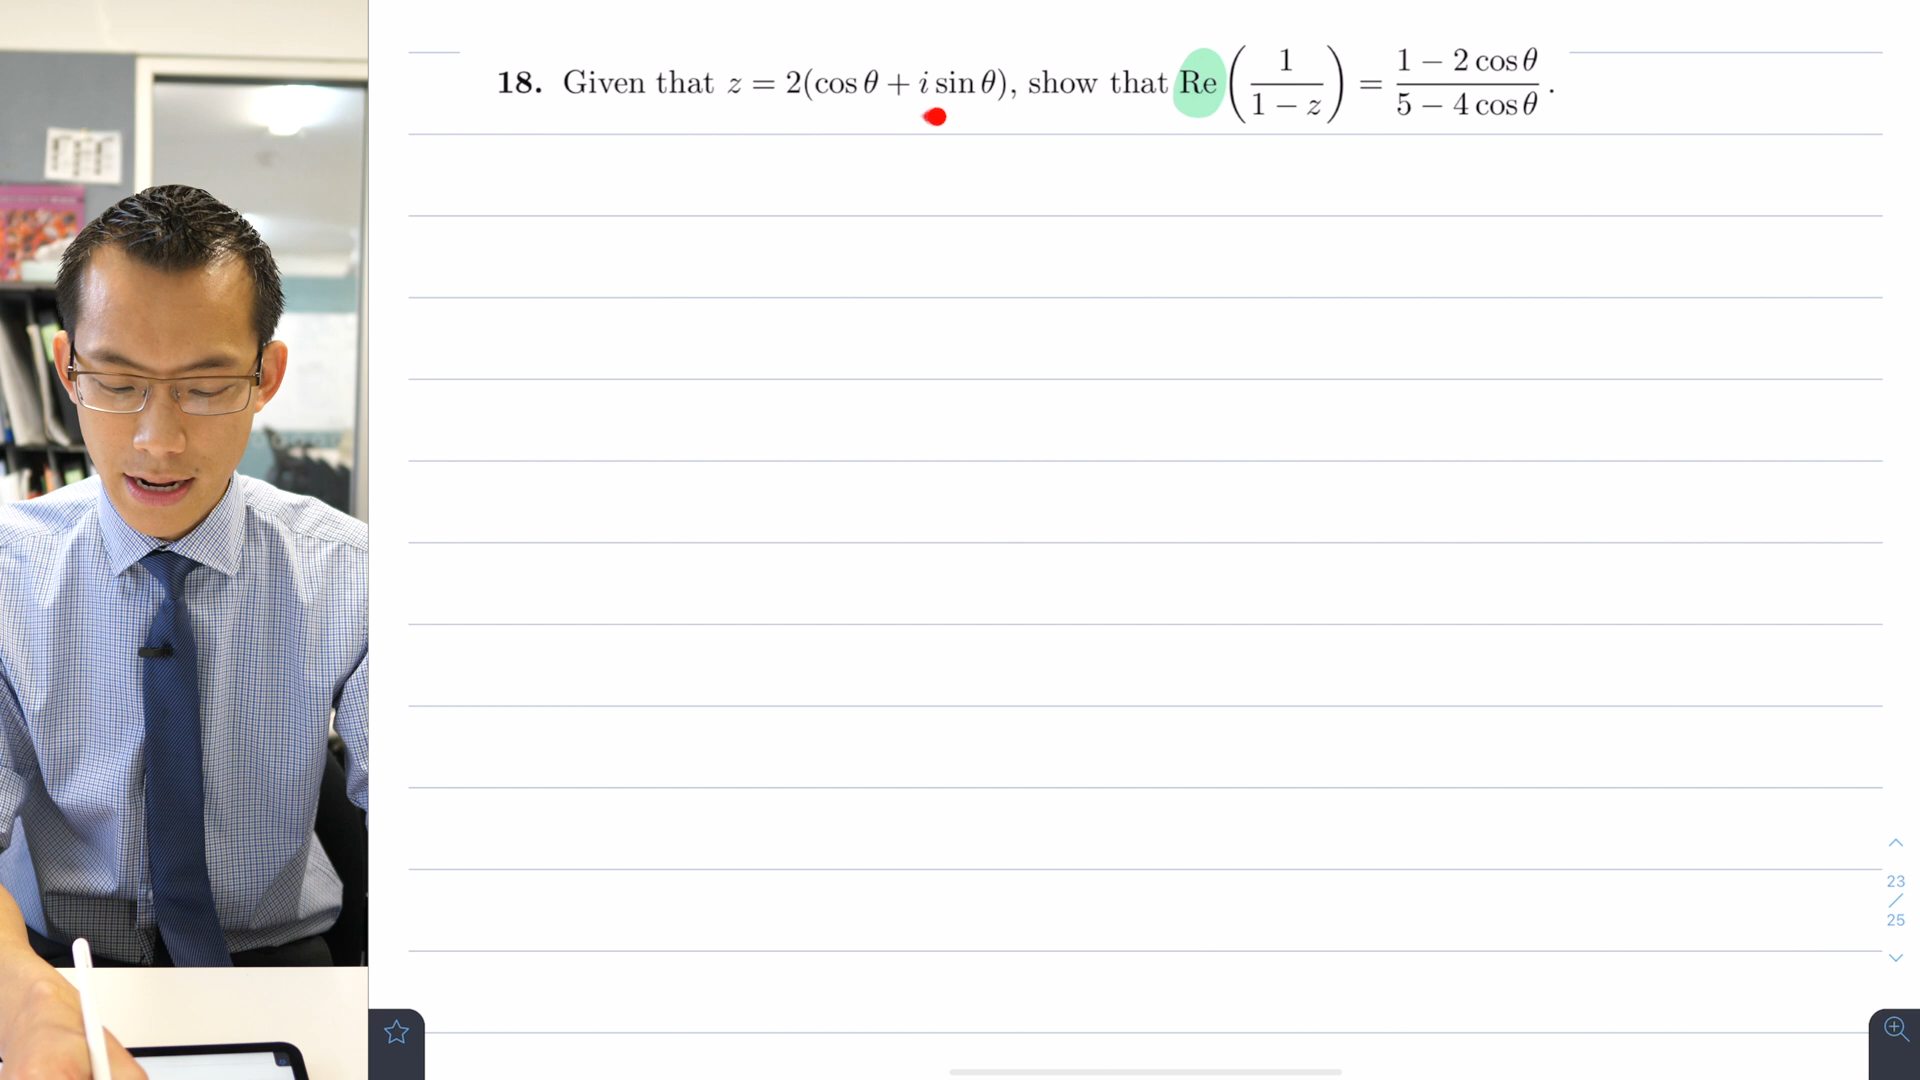 18. Given that z = 2(cos θ + i sin θ), show that Re(1/(1 − z)) = (1 − 2 cos θ)/(5 − 4 cos θ).
23
/
25